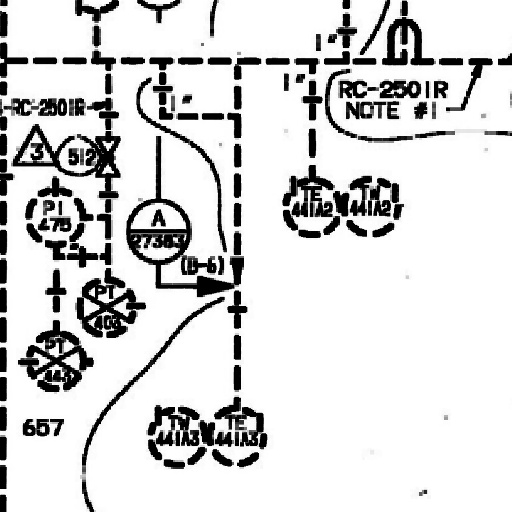 1"
1"
1"
RC-2501R
NOTE #1
-RC-2501R
3
512
TE
441A2
TW
441A2
PI
475
A
27383
(B-6)
PT
403
PT
443
657
TW
441A3
TE
441A3